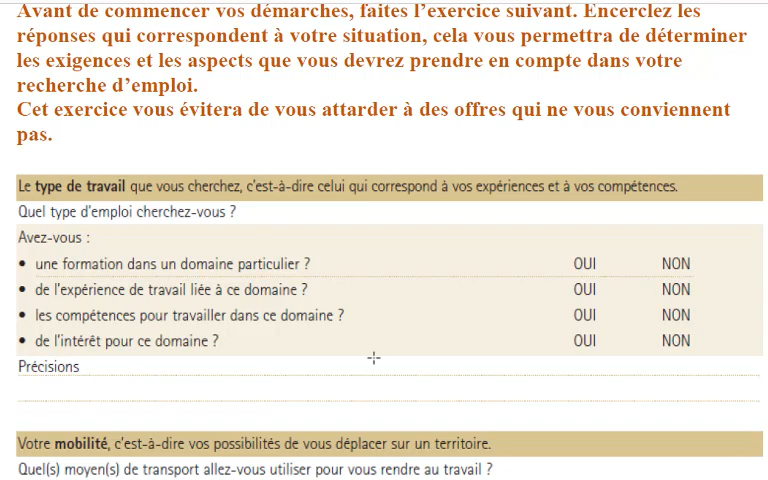 Avant de commencer vos démarches, faites l'exercice suivant. Encerclez les
réponses qui correspondent à votre situation, cela vous permettra de déterminer
les exigences et les aspects que vous devrez prendre en compte dans votre
recherche d'emploi.
Cet exercice vous évitera de vous attarder à des offres qui ne vous conviennent
pas.
Le type de travail que vous cherchez, c'est-à-dire celui qui correspond à vos expériences et à vos compétences.
Quel type d'emploi cherchez-vous ?
Avez-vous :
• une formation dans un domaine particulier ? OUI NON
• de l'expérience de travail liée à ce domaine ? OUI NON
• les compétences pour travailler dans ce domaine ? OUI NON
• de l'intérêt pour ce domaine ? OUI NON
Précisions
Votre mobilité, c'est-à-dire vos possibilités de vous déplacer sur un territoire.
Quel(s) moyen(s) de transport allez-vous utiliser pour vous rendre au travail ?